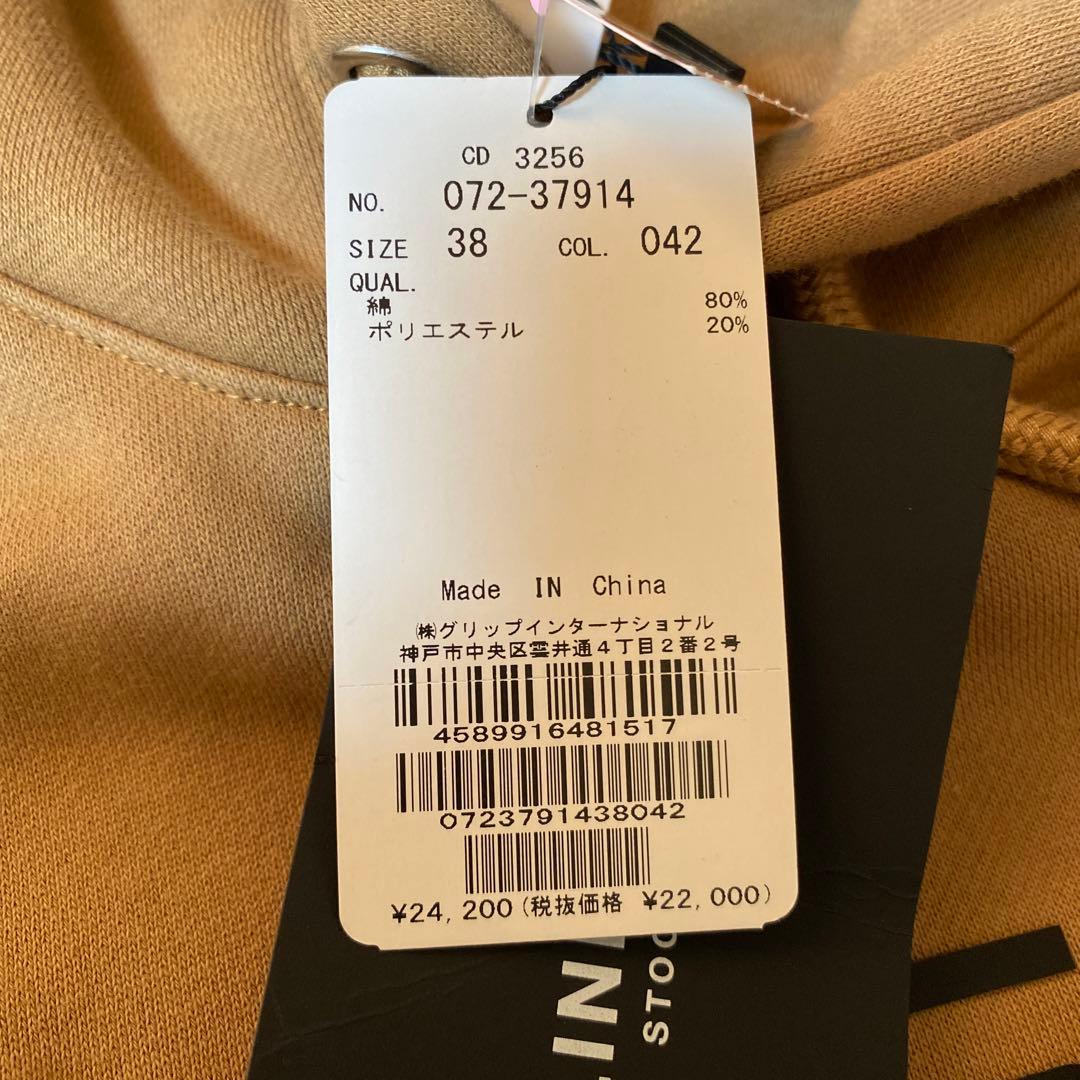 CD 3256
NO. 072-37914
SIZE 38 COL. 042
QUAL.
綿 80%
ポリエステル 20%
Made IN China
㈱グリップインターナショナル
神戸市中央区雲井通4丁目2番2号
4589916481517
0723791438042
¥24,200(税抜価格 ¥22,000)